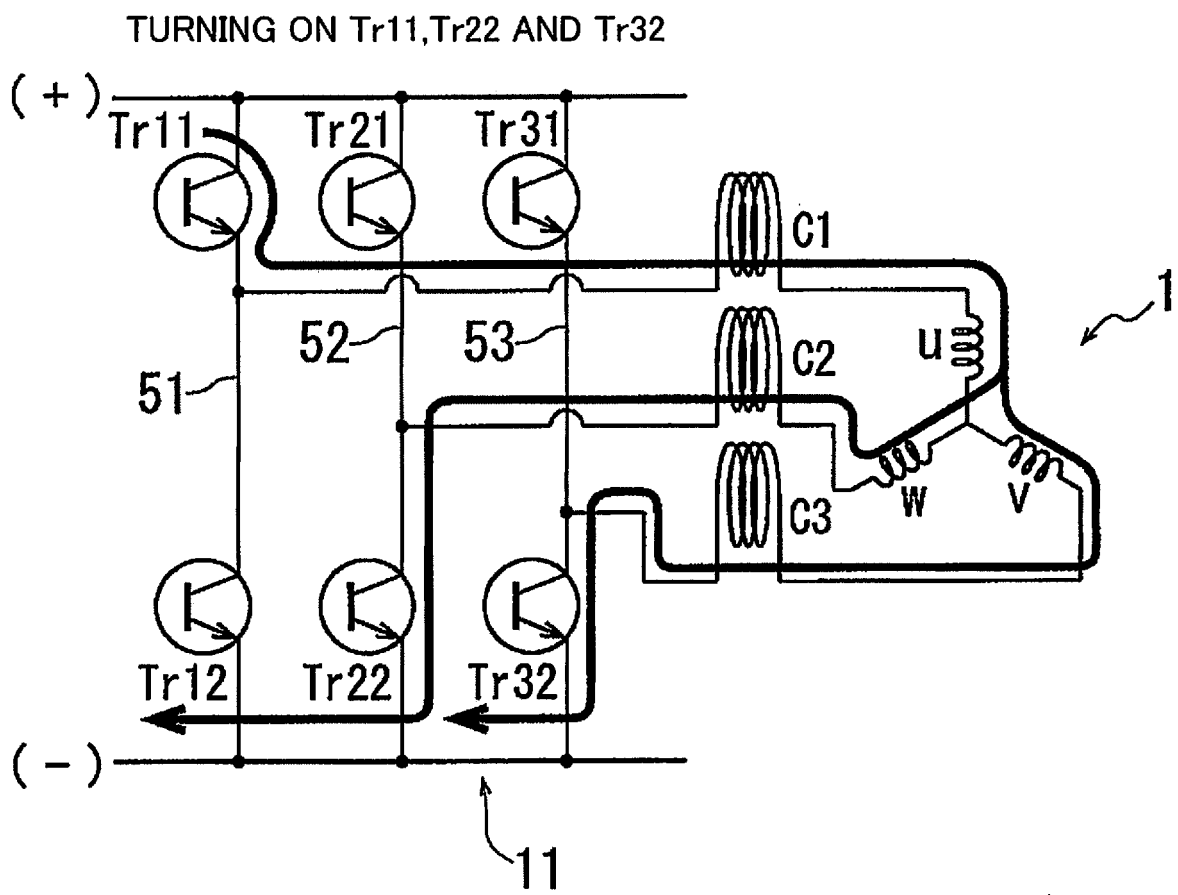 TURNING ON Tr11,Tr22 AND Tr32
(+)
Tr11 Tr21 Tr31
C1
1
52 53 u
C2
51
w v
C3
Tr12 Tr22 Tr32
(-)
11